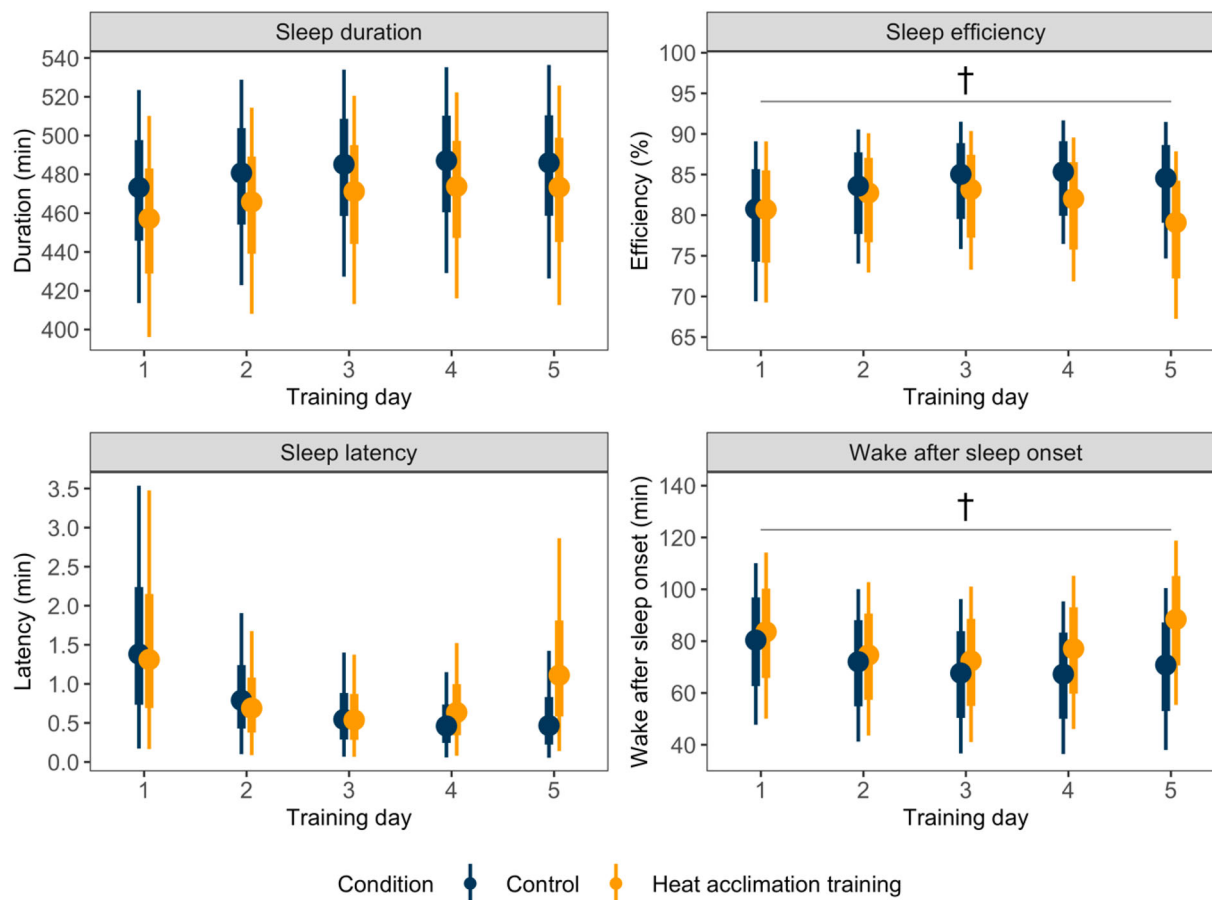 Sleep duration
Duration (min)
540
520
500
480
460
440
420
400
1 2 3 4 5
Training day
Sleep efficiency
†
Efficiency (%)
100
95
90
85
80
75
70
65
1 2 3 4 5
Training day
Sleep latency
Latency (min)
3.5
3.0
2.5
2.0
1.5
1.0
0.5
0.0
1 2 3 4 5
Training day
Wake after sleep onset
†
Wake after sleep onset (min)
140
120
100
80
60
40
1 2 3 4 5
Training day
Condition Control Heat acclimation training